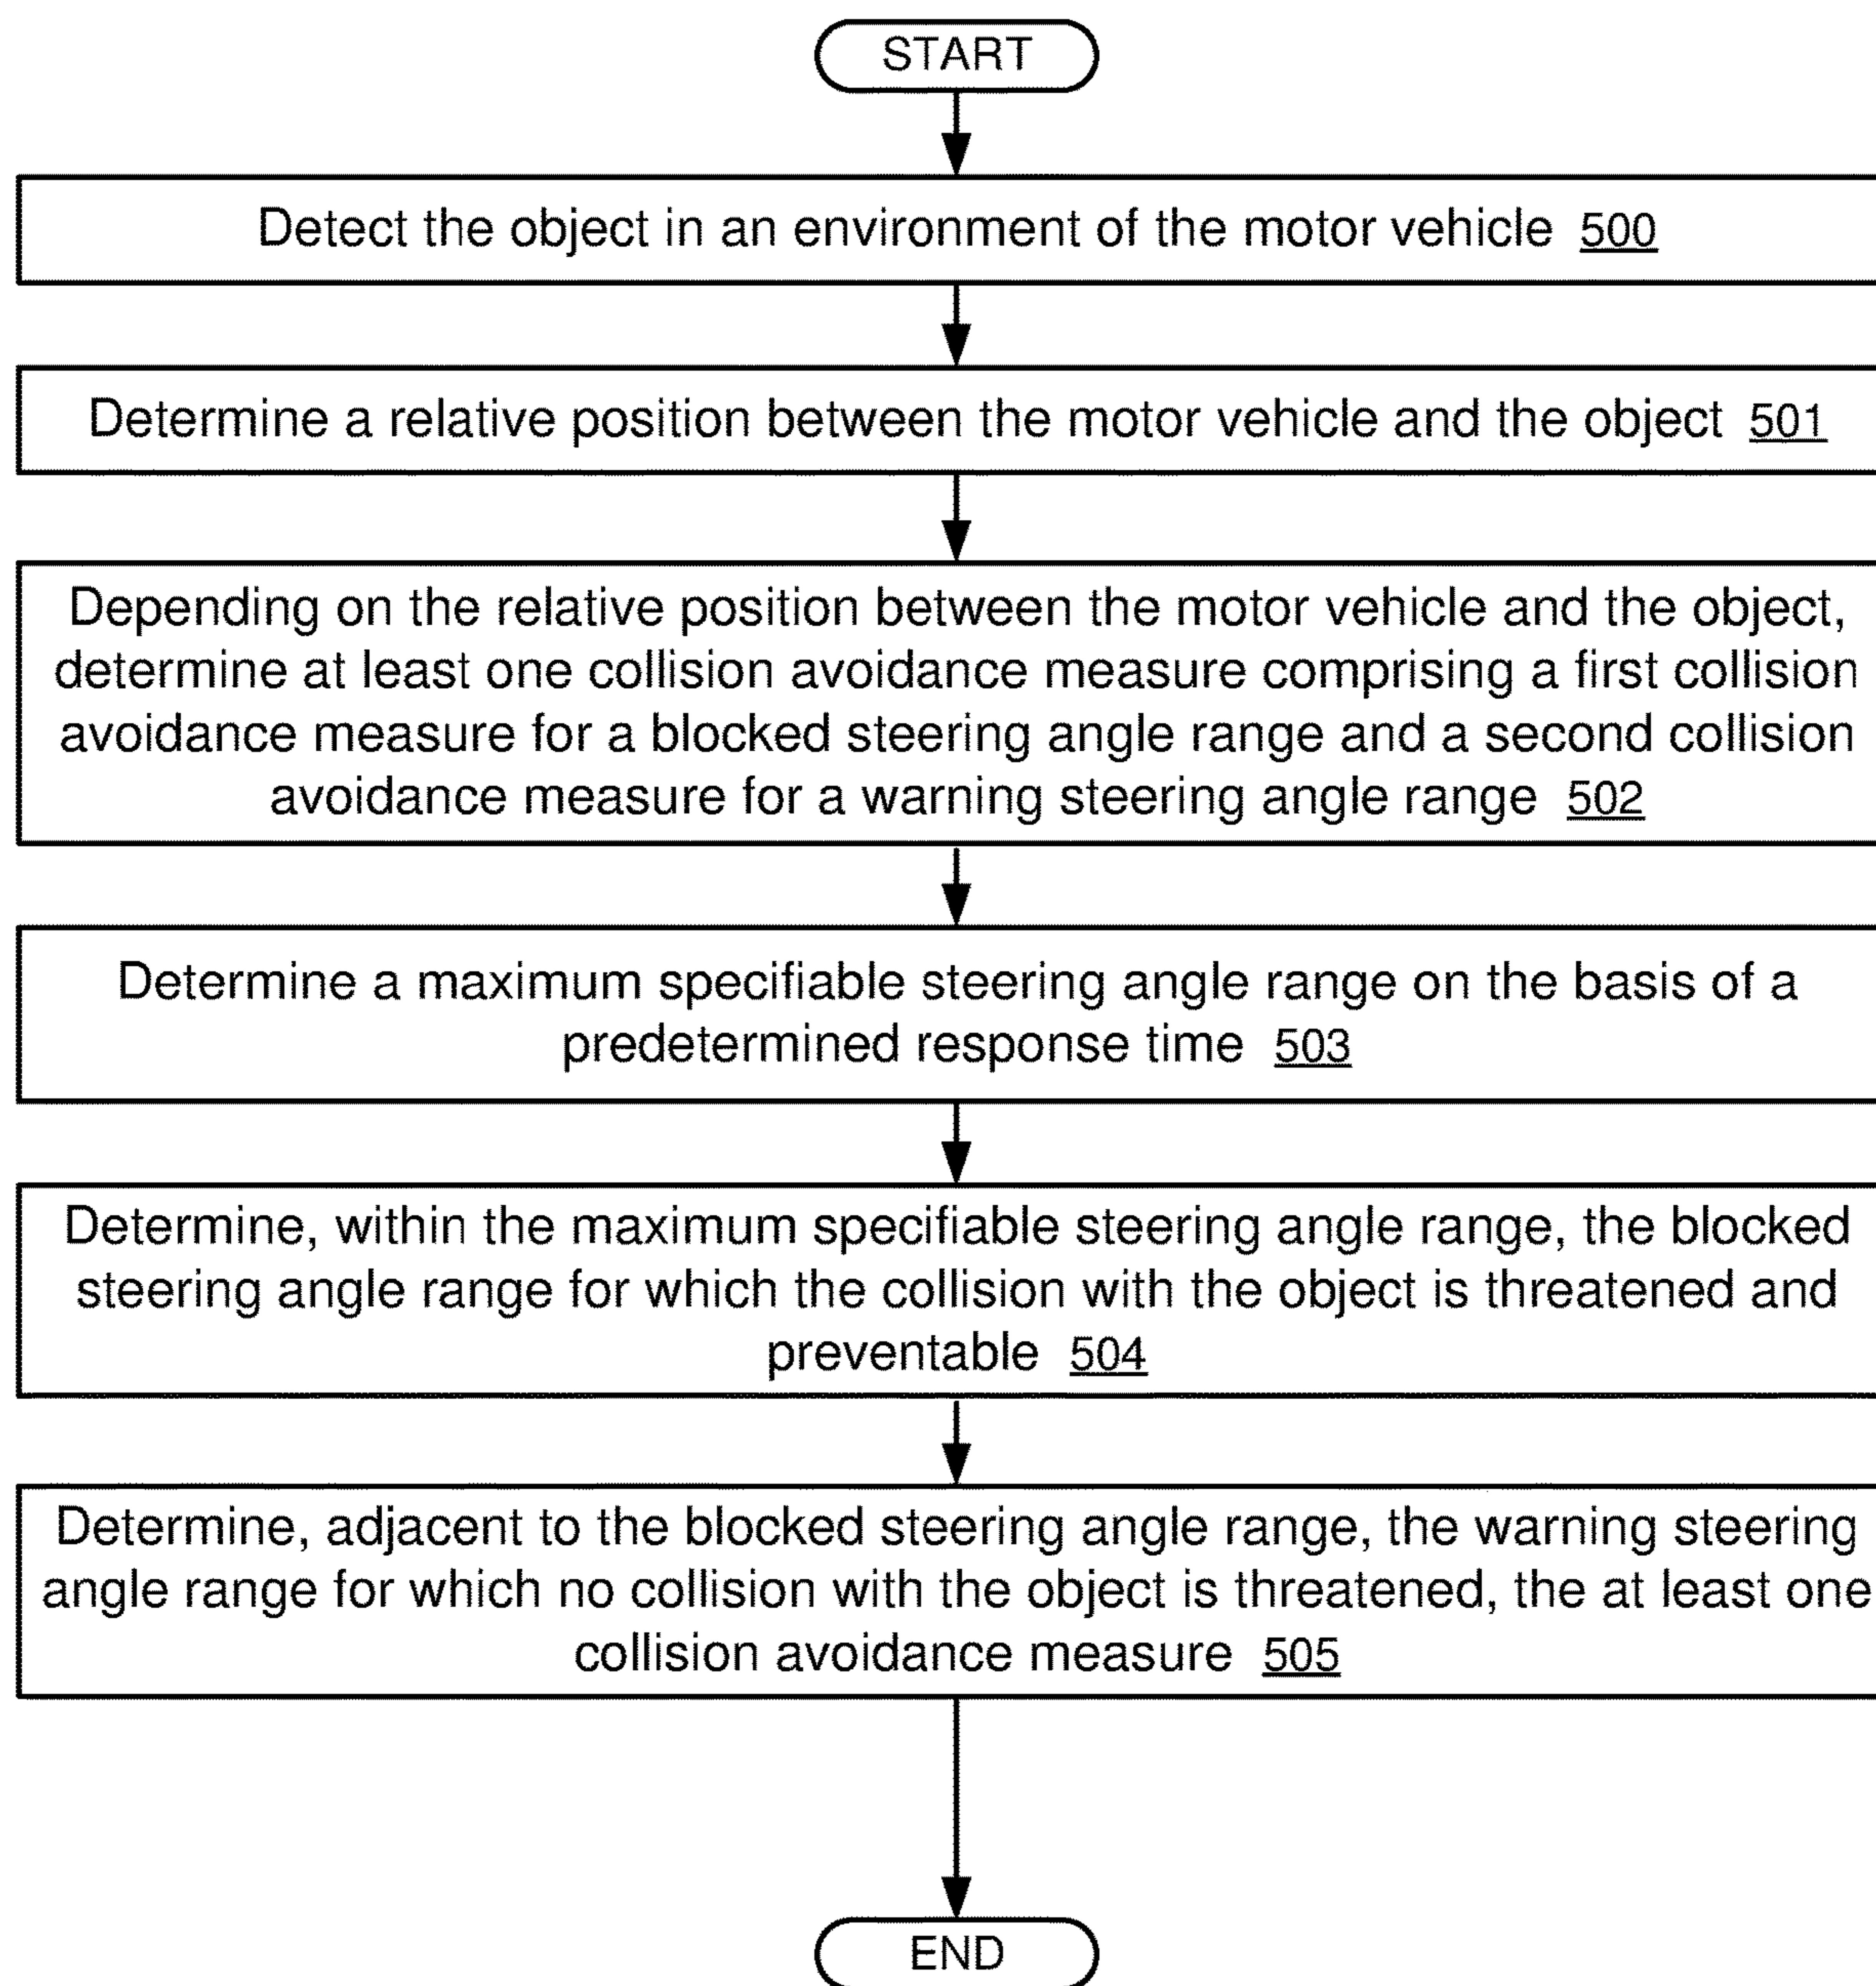 START
Detect the object in an environment of the motor vehicle 500
Determine a relative position between the motor vehicle and the object 501
Depending on the relative position between the motor vehicle and the object,
determine at least one collision avoidance measure comprising a first collision
avoidance measure for a blocked steering angle range and a second collision
avoidance measure for a warning steering angle range 502
Determine a maximum specifiable steering angle range on the basis of a
predetermined response time 503
Determine, within the maximum specifiable steering angle range, the blocked
steering angle range for which the collision with the object is threatened and
preventable 504
Determine, adjacent to the blocked steering angle range, the warning steering
angle range for which no collision with the object is threatened, the at least one
collision avoidance measure 505
END